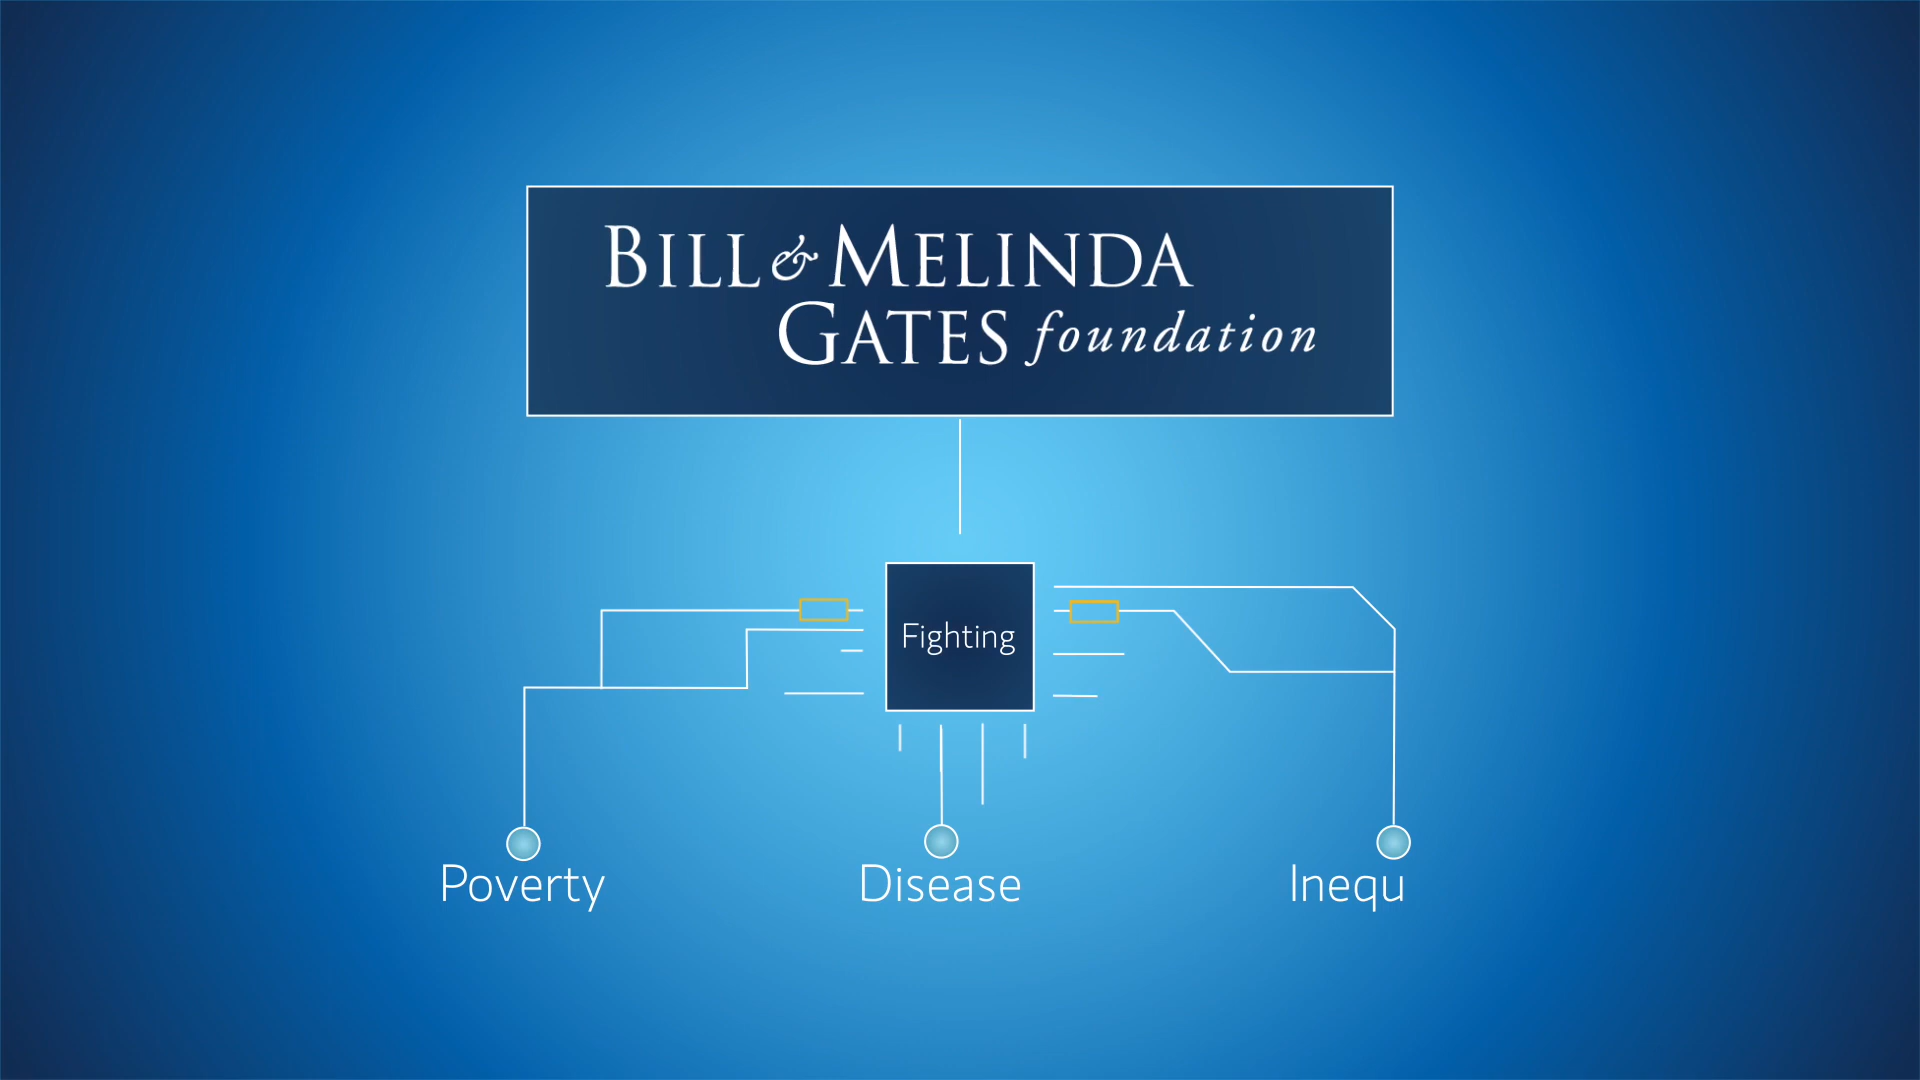 BILL & MELINDA
GATES foundation
Fighting
Poverty
Disease
Inequ